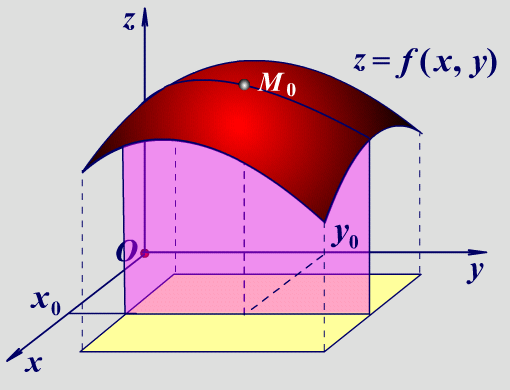 z
z = f(x, y)
M₀
O
y₀
y
x₀
x